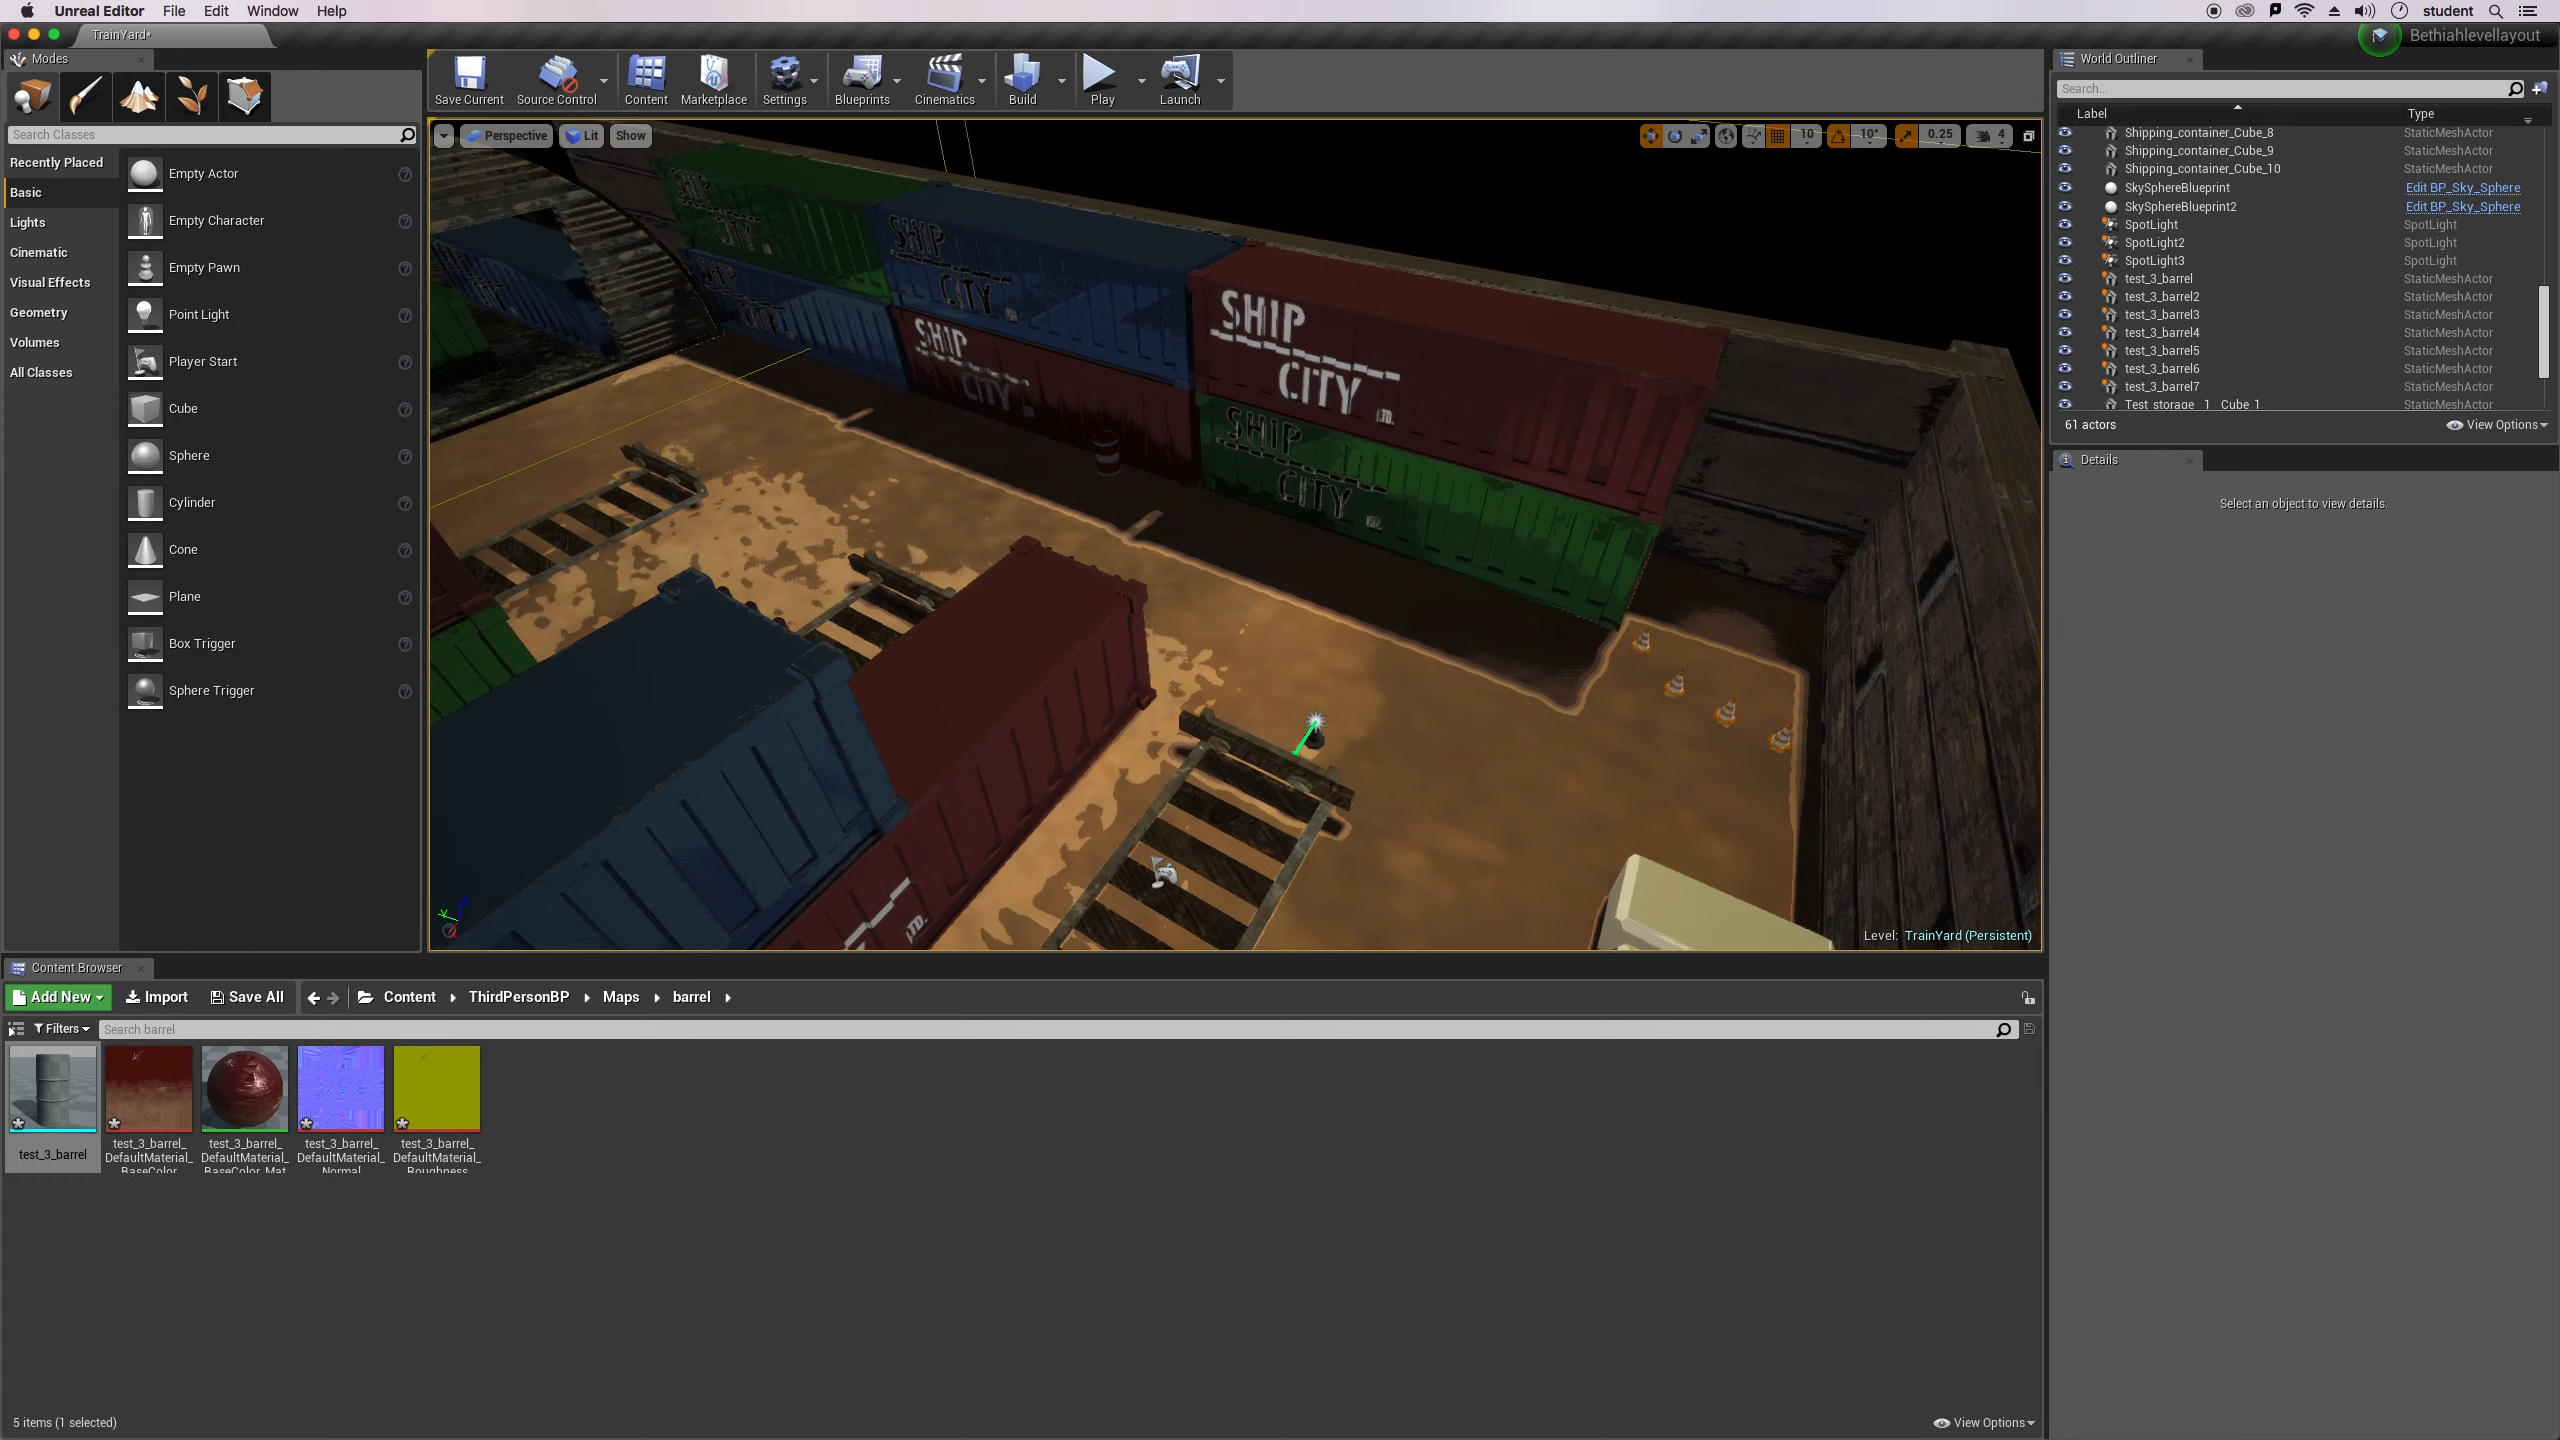 Unreal Editor File Edit Window Help student
TrainYard* Bethiahlevellayout
Modes
Search Classes
Recently Placed
Basic
Lights
Cinematic
Visual Effects
Geometry
Volumes
All Classes
Empty Actor
Empty Character
Empty Pawn
Point Light
Player Start
Cube
Sphere
Cylinder
Cone
Plane
Box Trigger
Sphere Trigger
Save Current Source Control Content Marketplace Settings Blueprints Cinematics Build Play Launch
Perspective Lit Show 10 10° 0.25 4
SHIP
CITY
SHIP
CITY
SHIP
CITY
SHIP
CITY
SHIP
CITY LTD.
SHIP
CITY
LTD.
Level: TrainYard (Persistent)
World Outliner
Search...
Label Type
Shipping_container_Cube_8 StaticMeshActor
Shipping_container_Cube_9 StaticMeshActor
Shipping_container_Cube_10 StaticMeshActor
SkySphereBlueprint Edit BP_Sky_Sphere
SkySphereBlueprint2 Edit BP_Sky_Sphere
SpotLight SpotLight
SpotLight2 SpotLight
SpotLight3 SpotLight
test_3_barrel StaticMeshActor
test_3_barrel2 StaticMeshActor
test_3_barrel3 StaticMeshActor
test_3_barrel4 StaticMeshActor
test_3_barrel5 StaticMeshActor
test_3_barrel6 StaticMeshActor
test_3_barrel7 StaticMeshActor
Test_storage__1__Cube_1 StaticMeshActor
61 actors View Options
Details
Select an object to view details.
Content Browser
Add New Import Save All Content ThirdPersonBP Maps barrel
Filters Search barrel
test_3_barrel
test_3_barrel_
DefaultMaterial_
BaseColor
test_3_barrel_
DefaultMaterial_
BaseColor_Mat
test_3_barrel_
DefaultMaterial_
Normal
test_3_barrel_
DefaultMaterial_
Roughness
5 items (1 selected) View Options